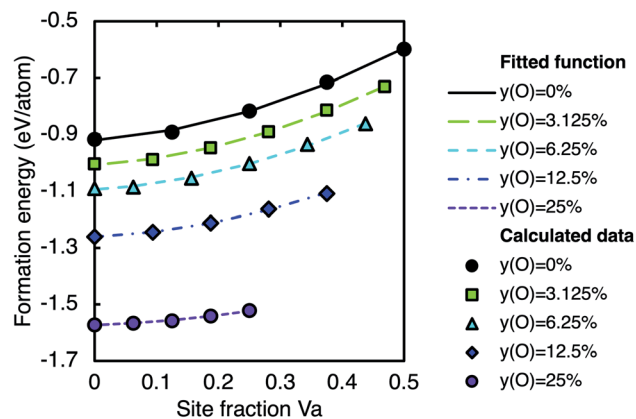 -0.5
-0.7
-0.9
-1.1
-1.3
-1.5
-1.7
Formation energy (eV/atom)
0
0.1
0.2
0.3
0.4
0.5
Site fraction Va
Fitted function
y(O)=0%
y(O)=3.125%
y(O)=6.25%
y(O)=12.5%
y(O)=25%
Calculated data
y(O)=0%
y(O)=3.125%
y(O)=6.25%
y(O)=12.5%
y(O)=25%